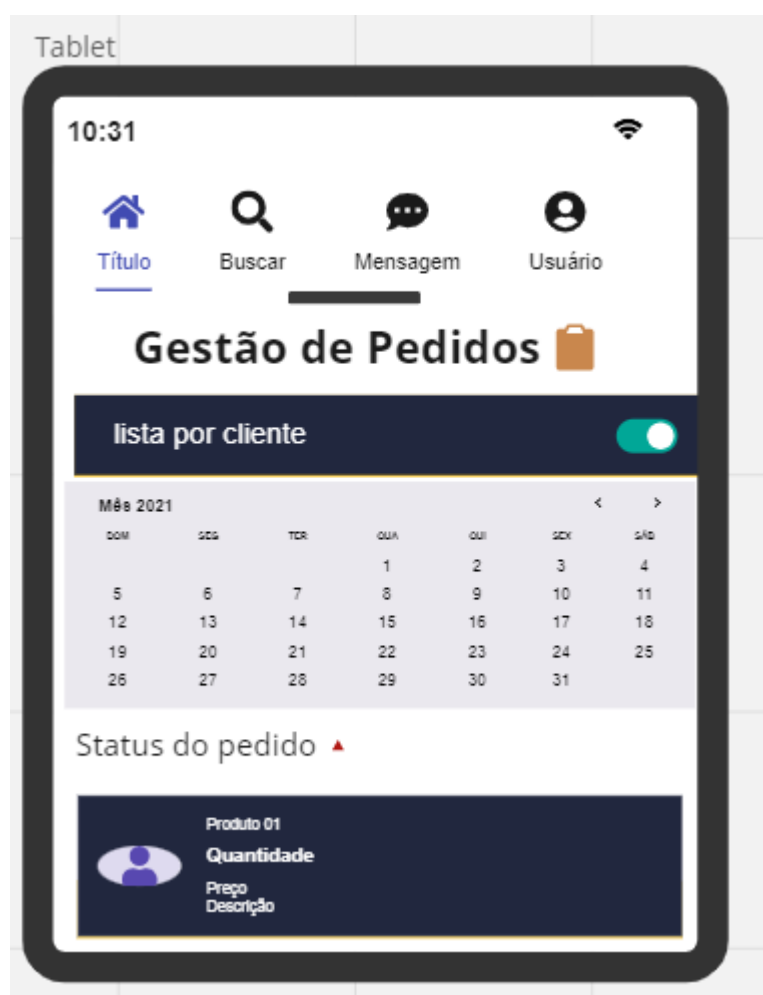 Tablet
10:31
Título Buscar Mensagem Usuário
Gestão de Pedidos
lista por cliente
Mês 2021 < >
DOM SEG TER QUA QUI SEX SÁB
1 2 3 4
5 6 7 8 9 10 11
12 13 14 15 16 17 18
19 20 21 22 23 24 25
26 27 28 29 30 31
Status do pedido
Produto 01
Quantidade
Preço
Descrição